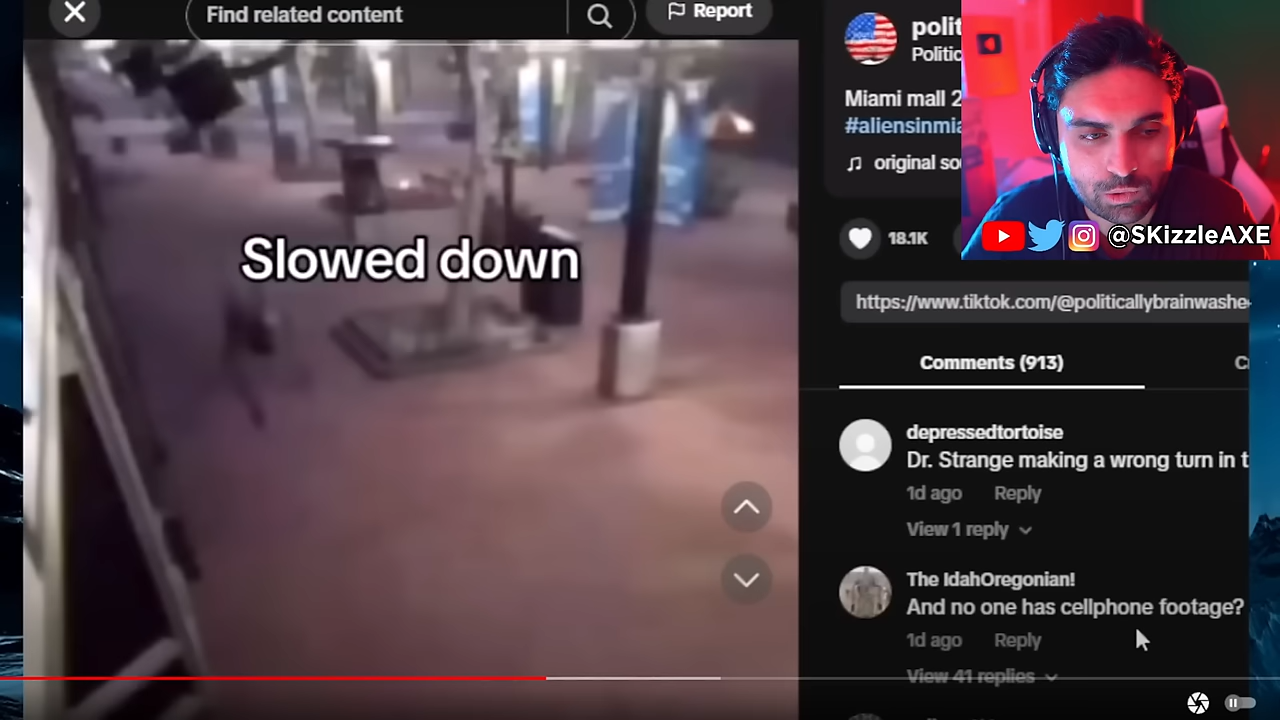 Find related content
Report
Slowed down
polit
Politic
Miami mall 2
#aliensinmia
original so
18.1K
@SKizzleAXE
https://www.tiktok.com/@politicallybrainwashe
Comments (913)
C
depressedtortoise
Dr. Strange making a wrong turn in t
1d ago Reply
View 1 reply
The IdahOregonian!
And no one has cellphone footage?
1d ago Reply
View 41 replies